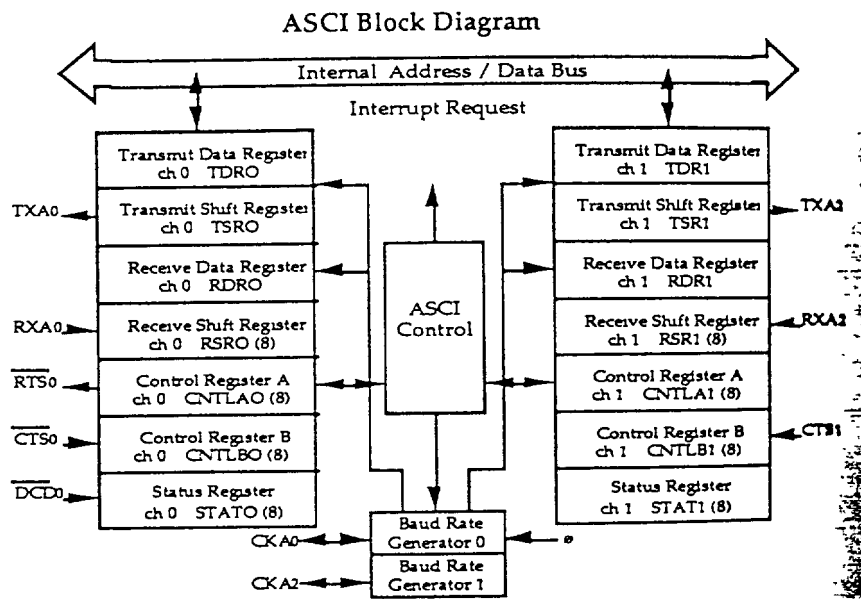 ASCI Block Diagram
Internal Address / Data Bus
Interrupt Request
Transmit Data Register
ch 0 TDRO
TXA0
Transmit Shift Register
ch 0 TSRO
Receive Data Register
ch 0 RDRO
RXA0
Receive Shift Register
ch 0 RSRO (8)
RTS0
Control Register A
ch 0 CNTLAO (8)
CTS0
Control Register B
ch 0 CNTLBO (8)
DCD0
Status Register
ch 0 STATO (8)
ASCI
Control
Transmit Data Register
ch 1 TDR1
Transmit Shift Register
ch 1 TSR1
TXA2
Receive Data Register
ch 1 RDR1
Receive Shift Register
ch 1 RSR1 (8)
RXA2
Control Register A
ch 1 CNTLA1 (8)
Control Register B
ch 1 CNTLB1 (8)
CTS1
Status Register
ch 1 STAT1 (8)
CKA0
Baud Rate
Generator 0
ø
CKA2
Baud Rate
Generator 1